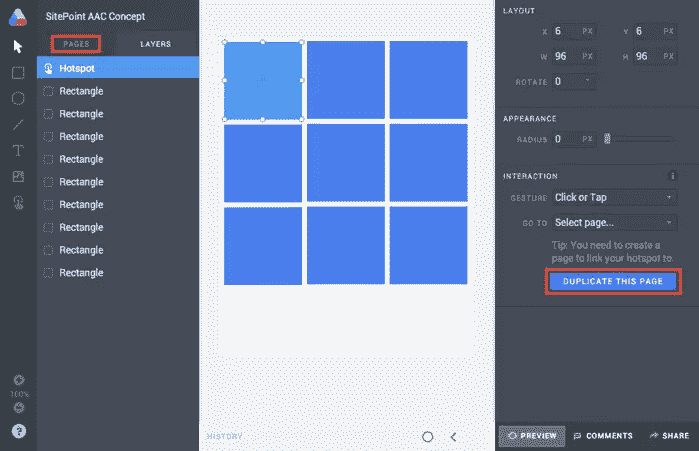 SitePoint AAC Concept
PAGES
LAYERS
Hotspot
Rectangle
Rectangle
Rectangle
Rectangle
Rectangle
Rectangle
Rectangle
Rectangle
Rectangle
100%
?
HISTORY
LAYOUT
X 6 PX Y 6 PX
W 96 PX H 96 PX
ROTATE 0 °
APPEARANCE
RADIUS 0 PX
INTERACTION i
GESTURE Click or Tap
GO TO Select page...
Tip: You need to create a
page to link your hotspot to.
DUPLICATE THIS PAGE
PREVIEW COMMENTS SHARE